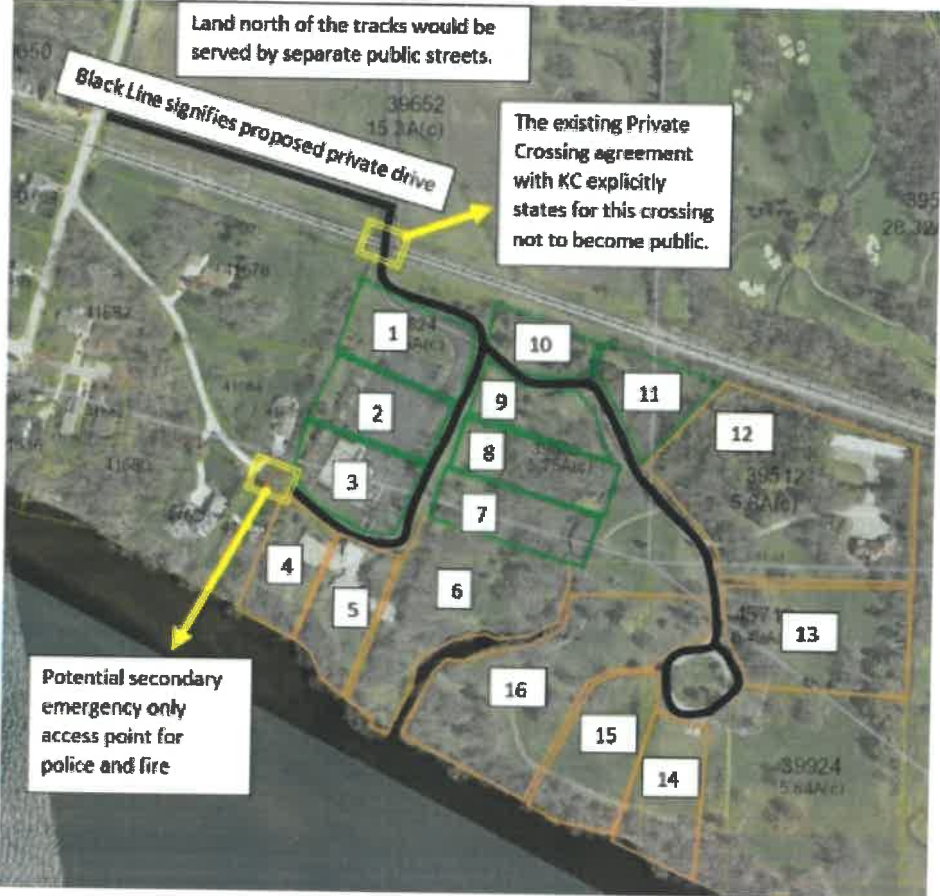 Land north of the tracks would be
served by separate public streets.
Black Line signifies proposed private drive
39652
The existing Private
Crossing agreement
with KC explicitly
states for this crossing
not to become public.
1
10
2
9
11
12
8
3
7
4
5
6
13
16
15
14
39924
5.84A(c)
Potential secondary
emergency only
access point for
police and fire